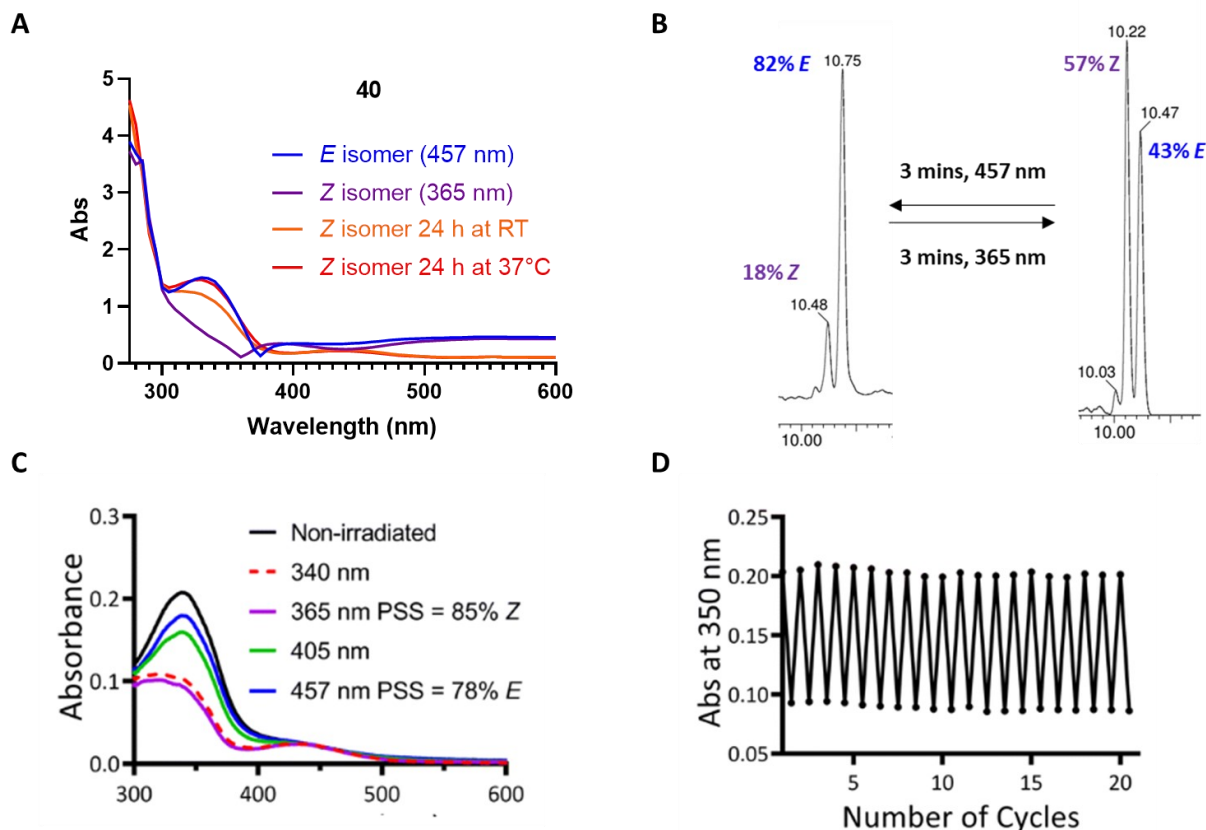 A
40
5
4
3
2
1
0
Abs
E isomer (457 nm)
Z isomer (365 nm)
Z isomer 24 h at RT
Z isomer 24 h at 37°C
300 400 500 600
Wavelength (nm)
B
82% E
10.75
18% Z
10.48
10.00
3 mins, 457 nm
3 mins, 365 nm
10.22
57% Z
10.47
43% E
10.03
10.00
C
0.3
0.2
0.1
0.0
Absorbance
Non-irradiated
340 nm
365 nm PSS = 85% Z
405 nm
457 nm PSS = 78% E
300 400 500 600
D
0.25
0.20
0.15
0.10
0.05
Abs at 350 nm
5 10 15 20
Number of Cycles